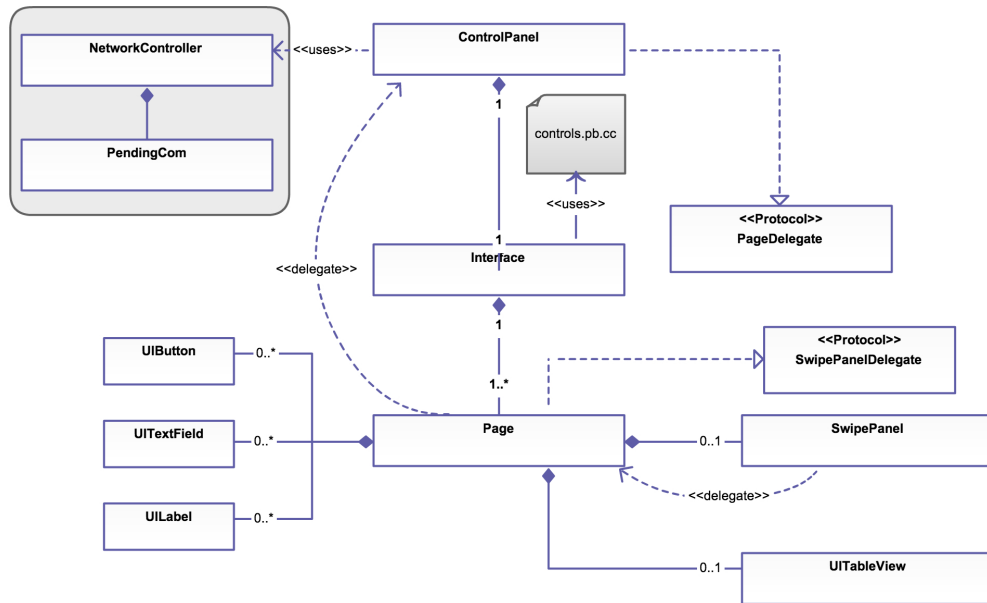 NetworkController
<<uses>>
ControlPanel
1
controls.pb.cc
PendingCom
<<uses>>
<<Protocol>>
PageDelegate
1
Interface
<<delegate>>
1
<<Protocol>>
SwipePanelDelegate
UIButton
0..*
1..*
UITextField
0..*
Page
0..1
SwipePanel
<<delegate>>
UILabel
0..*
0..1
UITableView